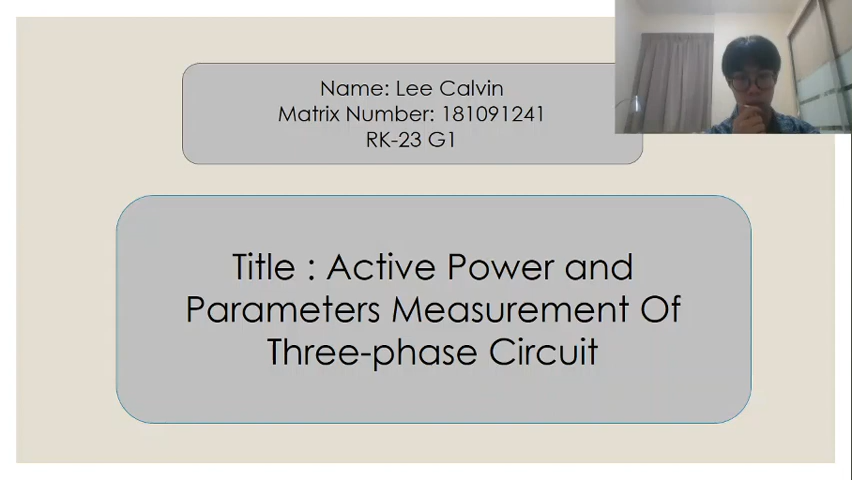 Name: Lee Calvin
Matrix Number: 181091241
RK-23 G1
Title : Active Power and
Parameters Measurement Of
Three-phase Circuit